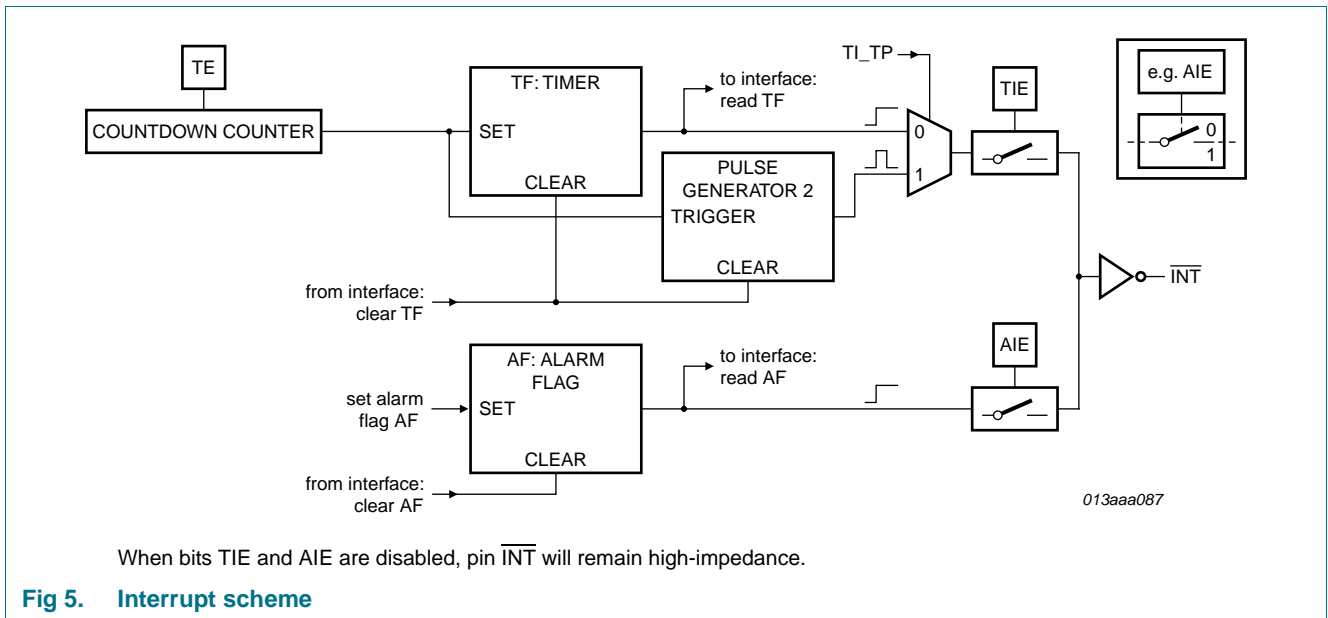 TE
COUNTDOWN COUNTER
TF: TIMER
SET
CLEAR
to interface:
read TF
TI_TP
0
1
TIE
e.g. AIE
0
1
PULSE
GENERATOR 2
TRIGGER
CLEAR
from interface:
clear TF
I̅N̅T̅
AF: ALARM
FLAG
set alarm
flag AF
SET
CLEAR
to interface:
read AF
AIE
from interface:
clear AF
013aaa087
When bits TIE and AIE are disabled, pin I̅N̅T̅ will remain high-impedance.
Fig 5. Interrupt scheme